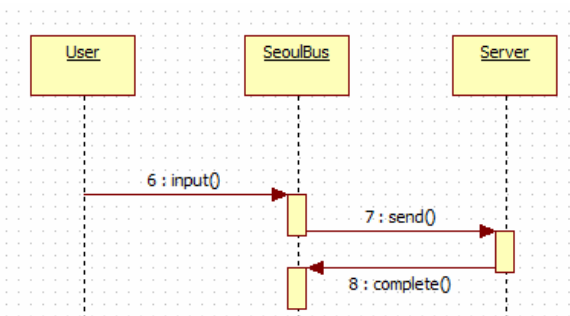 User
SeoulBus
Server
6 : input()
7 : send()
8 : complete()